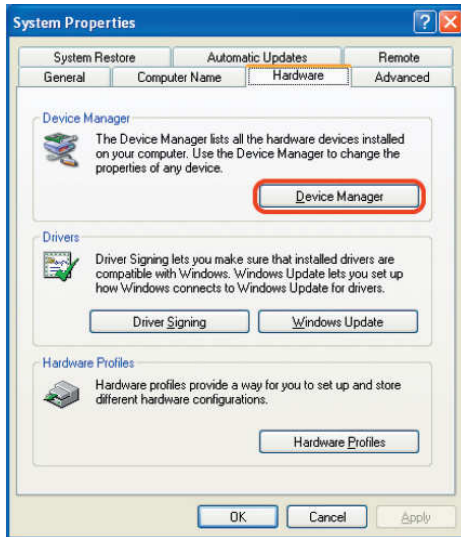 System Properties
System Restore Automatic Updates Remote
General Computer Name Hardware Advanced
Device Manager
The Device Manager lists all the hardware devices installed
on your computer. Use the Device Manager to change the
properties of any device.
Device Manager
Drivers
Driver Signing lets you make sure that installed drivers are
compatible with Windows. Windows Update lets you set up
how Windows connects to Windows Update for drivers.
Driver Signing Windows Update
Hardware Profiles
Hardware profiles provide a way for you to set up and store
different hardware configurations.
Hardware Profiles
OK Cancel Apply